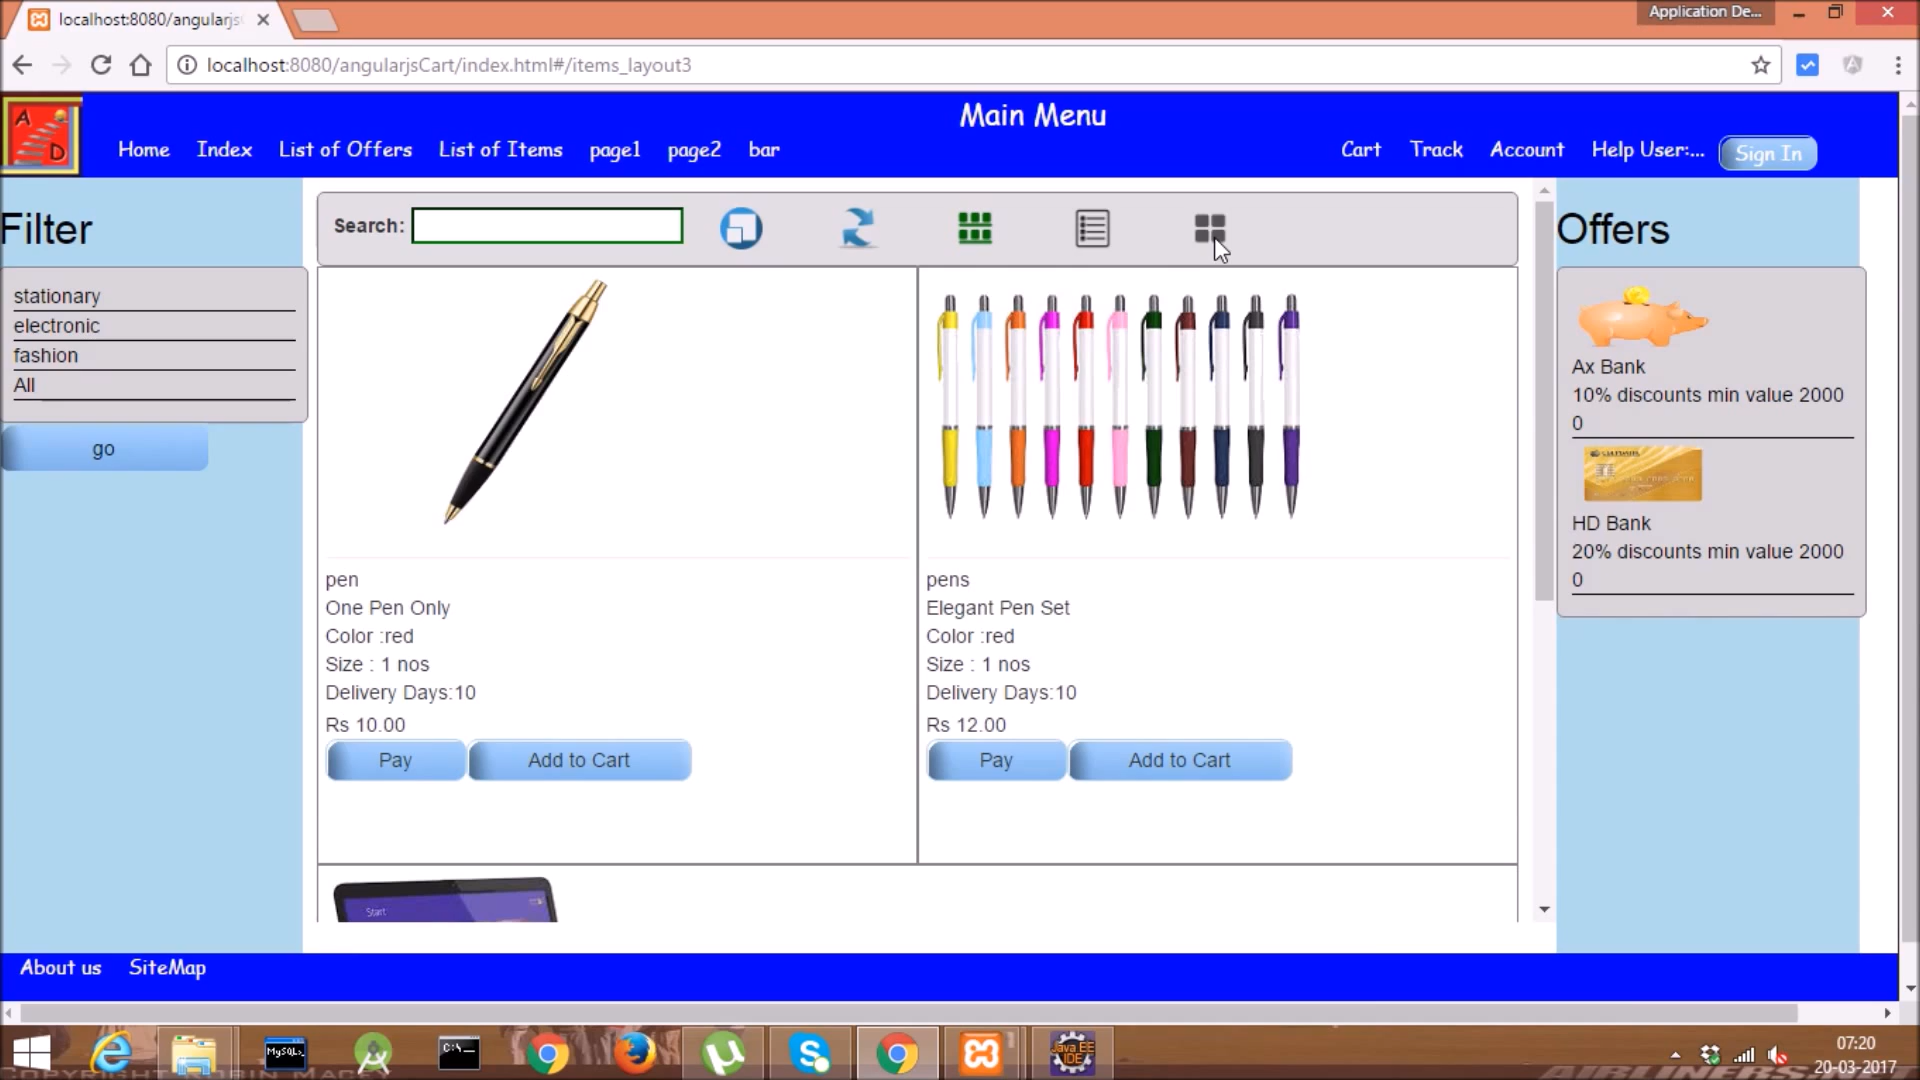 localhost:8080/angularjs
Application De...
localhost:8080/angularjsCart/index.html#/items_layout3
A
D
Main Menu
Home Index List of Offers List of Items page1 page2 bar
Cart Track Account Help User:... Sign In
Filter
stationary
electronic
fashion
All
go
Search:
pen
One Pen Only
Color :red
Size : 1 nos
Delivery Days:10
Rs 10.00
Pay Add to Cart
pens
Elegant Pen Set
Color :red
Size : 1 nos
Delivery Days:10
Rs 12.00
Pay Add to Cart
Start
Offers
Ax Bank
10% discounts min value 2000
0
HD Bank
20% discounts min value 2000
0
About us SiteMap
MySQL
C:\
Java EE
IDE
07:20
20-03-2017